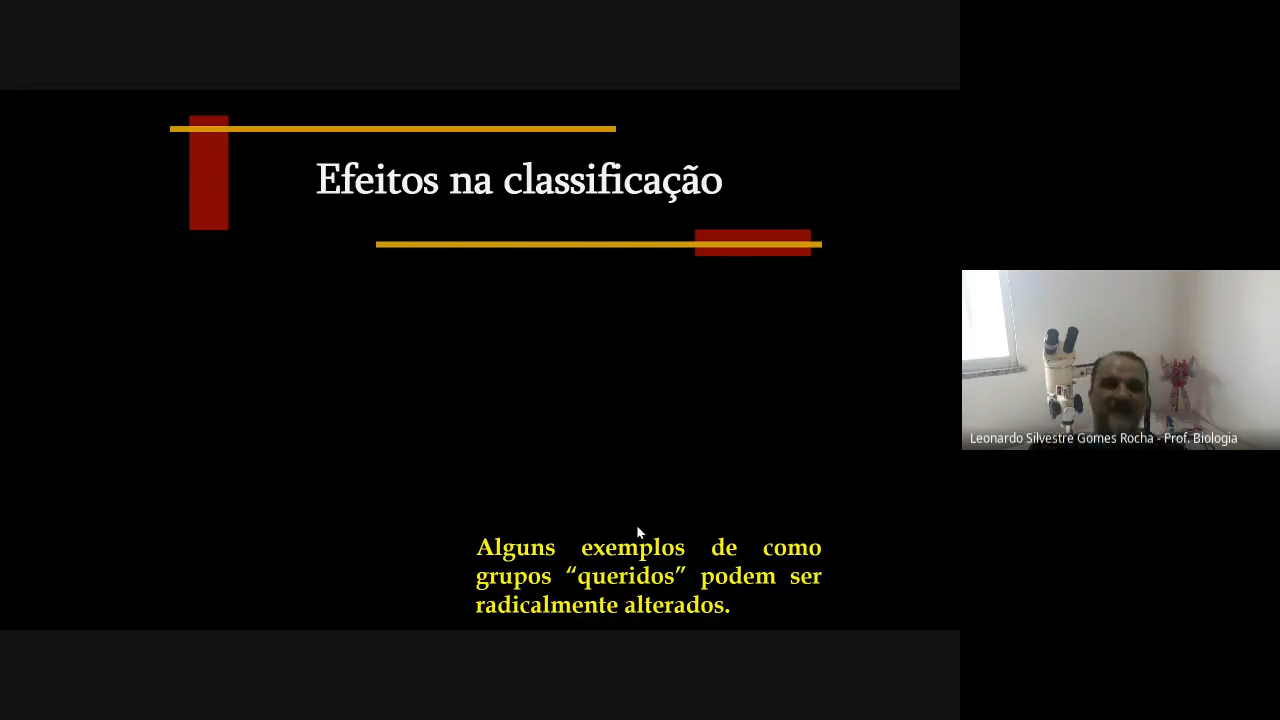 Efeitos na classificação
Leonardo Silvestre Gomes Rocha - Prof. Biologia
Alguns exemplos de como
grupos “queridos” podem ser
radicalmente alterados.